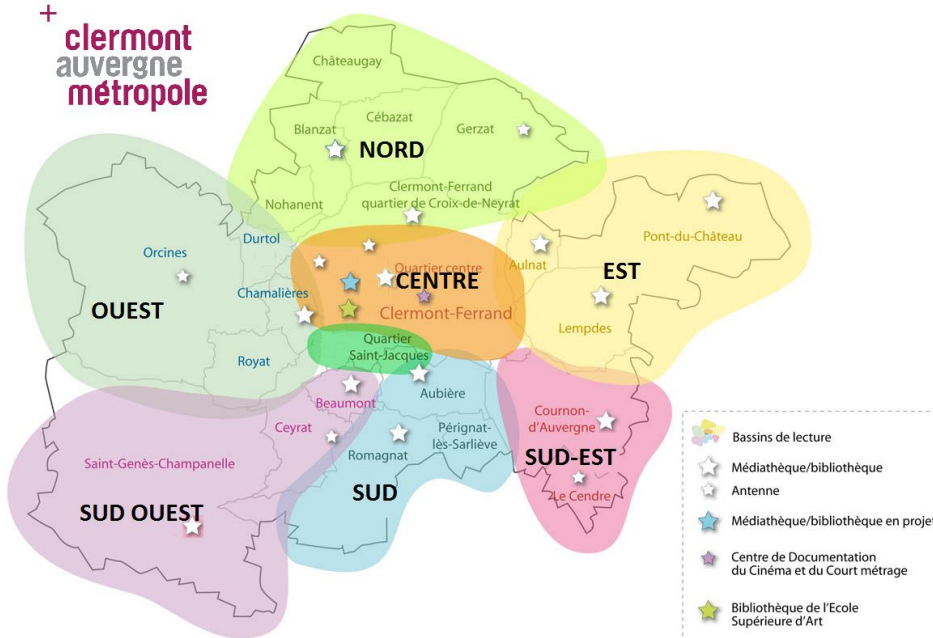 +
clermont
auvergne
métropole
Châteaugay
Cébazat
Blanzat
Gerzat
NORD
Clermont-Ferrand
quartier de Croix-de-Neyrat
Nohanent
Durtol
Orcines
Pont-du-Château
Aulnat
EST
Quartier centre
CENTRE
Chamalières
OUEST
Clermont-Ferrand
Lempdes
Quartier
Saint-Jacques
Royat
Aubière
Beaumont
Cournon-
d'Auvergne
Ceyrat
Pérignat-
lès-Sarliève
Romagnat
Saint-Genès-Champanelle
SUD-EST
SUD
Le Cendre
SUD OUEST
Bassins de lecture
Médiathèque/bibliothèque
Antenne
Médiathèque/bibliothèque en projet
Centre de Documentation
du Cinéma et du Court métrage
Bibliothèque de l'Ecole
Supérieure d'Art